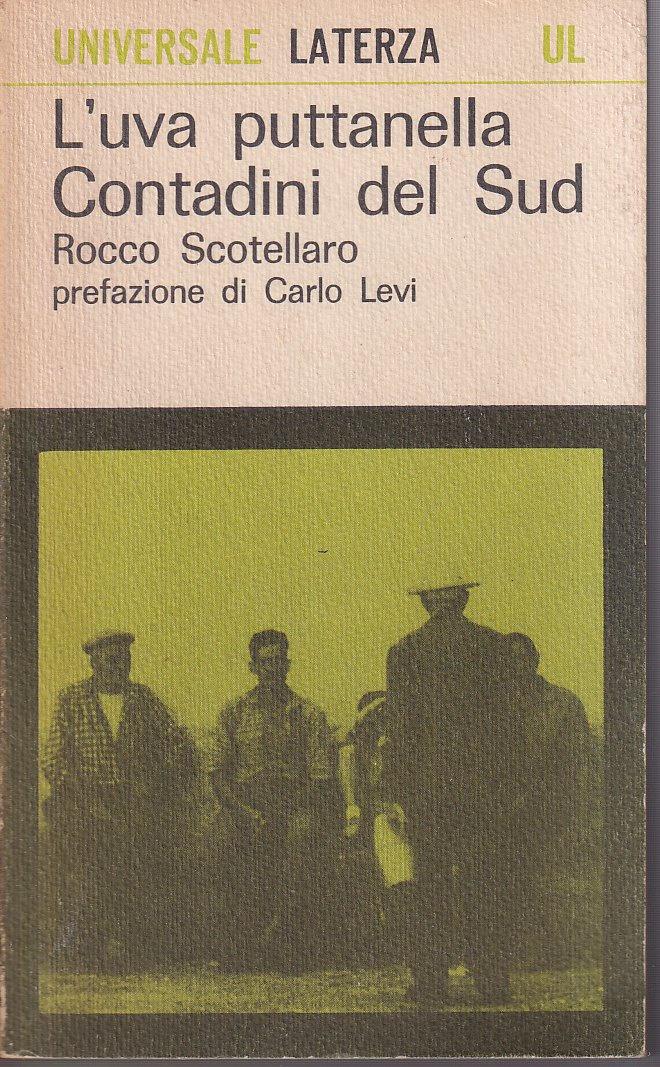 UNIVERSALE LATERZA UL
L'uva puttanella
Contadini del Sud
Rocco Scotellaro
prefazione di Carlo Levi